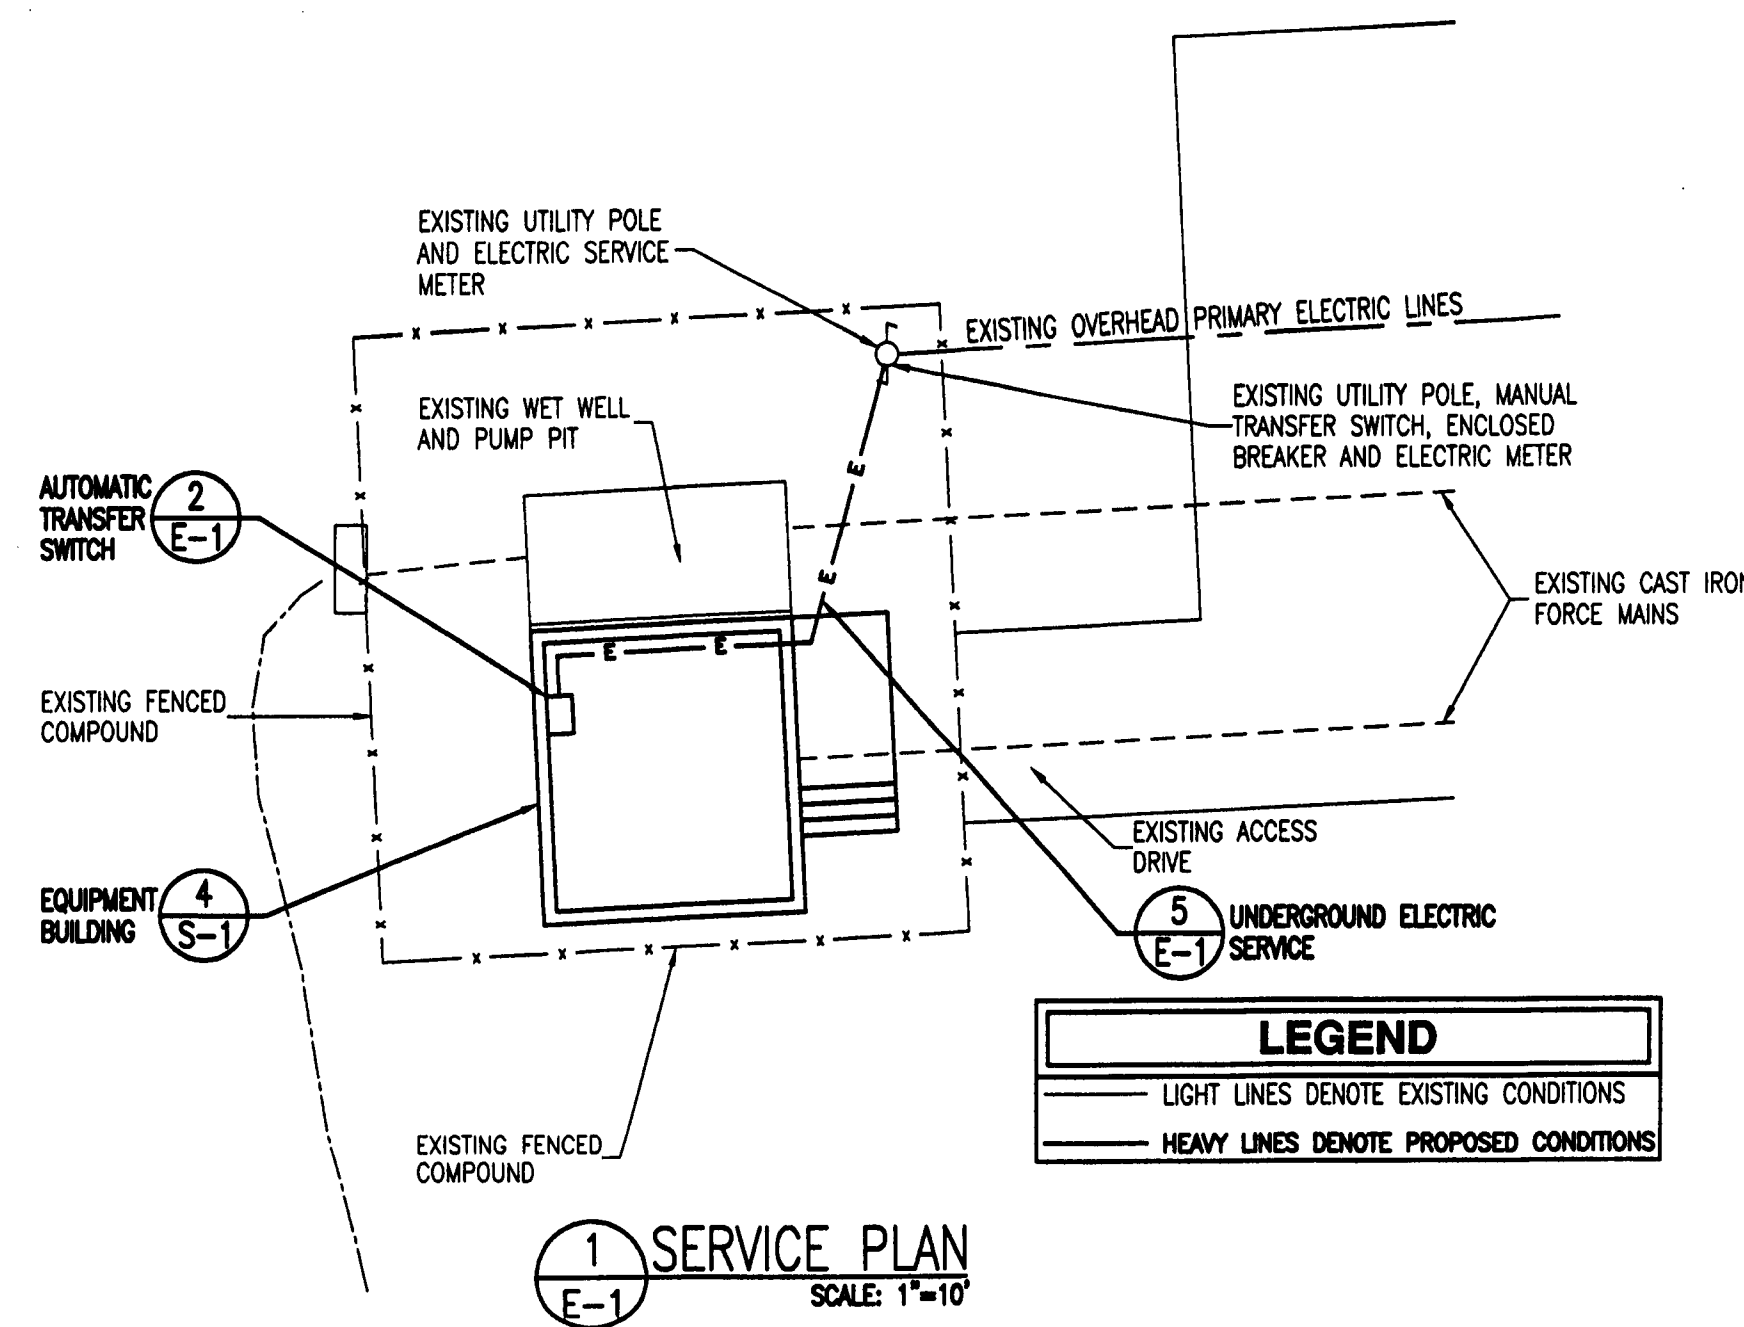 EXISTING UTILITY POLE
AND ELECTRIC SERVICE
METER
EXISTING OVERHEAD PRIMARY ELECTRIC LINES
EXISTING WET WELL
AND PUMP PIT
EXISTING UTILITY POLE, MANUAL
TRANSFER SWITCH, ENCLOSED
BREAKER AND ELECTRIC METER
AUTOMATIC
TRANSFER
SWITCH
2
E-1
E
E
E
E
EXISTING CAST IRON
FORCE MAINS
EXISTING FENCED
COMPOUND
EXISTING ACCESS
DRIVE
EQUIPMENT
BUILDING
4
S-1
5
E-1
UNDERGROUND ELECTRIC
SERVICE
LEGEND
LIGHT LINES DENOTE EXISTING CONDITIONS
HEAVY LINES DENOTE PROPOSED CONDITIONS
EXISTING FENCED
COMPOUND
1
E-1
SERVICE PLAN
SCALE: 1"=10'